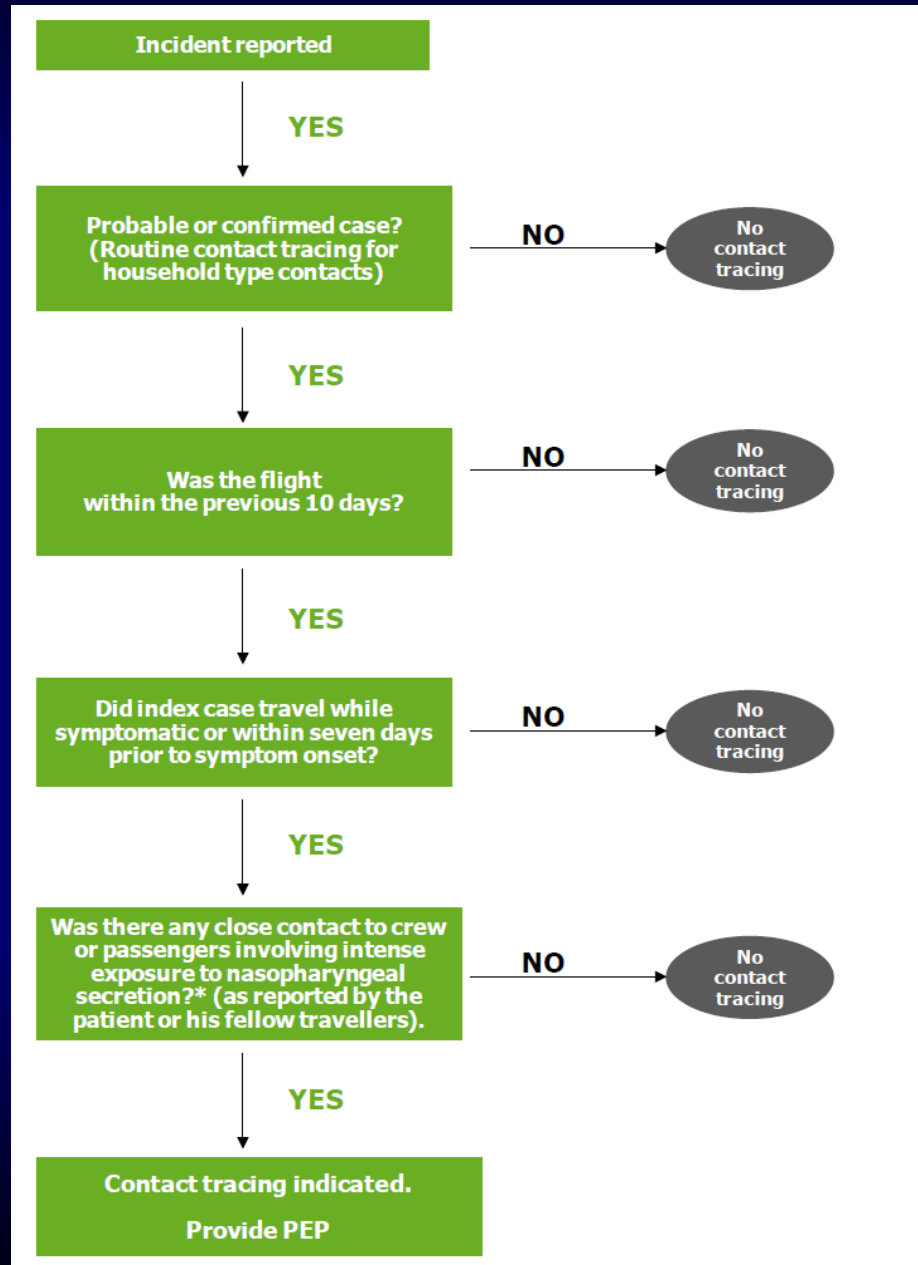 Incident reported
YES
Probable or confirmed case?
(Routine contact tracing for
household type contacts)
NO
No
contact
tracing
YES
Was the flight
within the previous 10 days?
NO
No
contact
tracing
YES
Did index case travel while
symptomatic or within seven days
prior to symptom onset?
NO
No
contact
tracing
YES
Was there any close contact to crew
or passengers involving intense
exposure to nasopharyngeal
secretion?* (as reported by the
patient or his fellow travellers).
NO
No
contact
tracing
YES
Contact tracing indicated.
Provide PEP